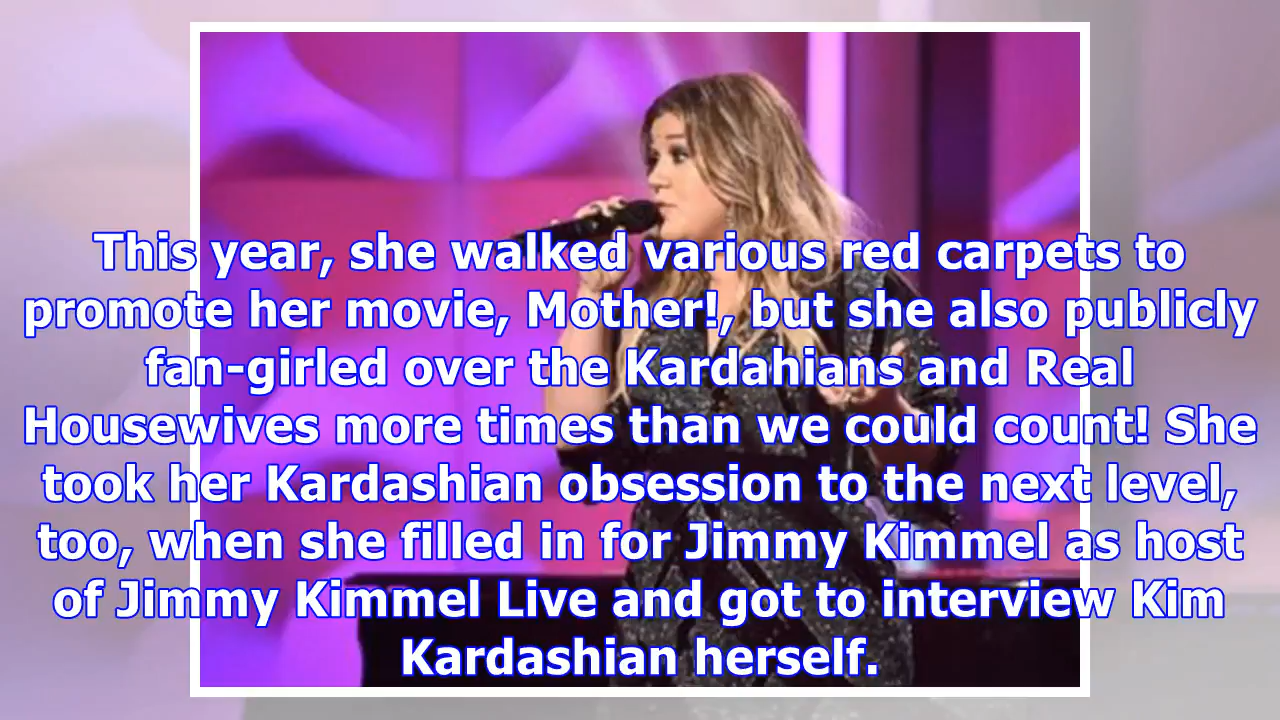 This year, she walked various red carpets to
promote her movie, Mother!, but she also publicly
fan-girled over the Kardahians and Real
Housewives more times than we could count! She
took her Kardashian obsession to the next level,
too, when she filled in for Jimmy Kimmel as host
of Jimmy Kimmel Live and got to interview Kim
Kardashian herself.